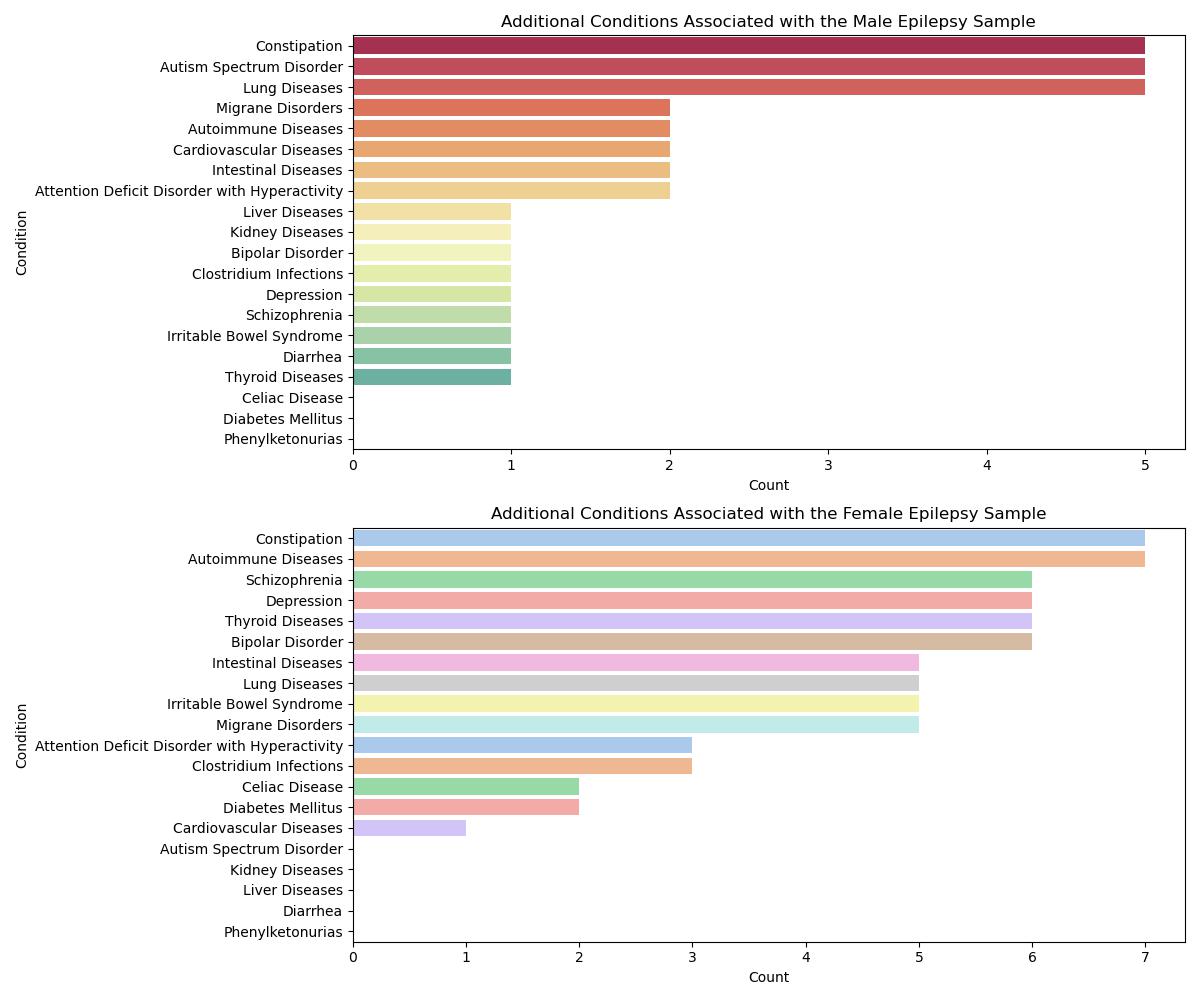 Additional Conditions Associated with the Male Epilepsy Sample
Constipation
Autism Spectrum Disorder
Lung Diseases
Migrane Disorders
Autoimmune Diseases
Cardiovascular Diseases
Intestinal Diseases
Attention Deficit Disorder with Hyperactivity
Liver Diseases
Kidney Diseases
Bipolar Disorder
Clostridium Infections
Depression
Schizophrenia
Irritable Bowel Syndrome
Diarrhea
Thyroid Diseases
Celiac Disease
Diabetes Mellitus
Phenylketonurias
Condition
0 1 2 3 4 5
Count
Additional Conditions Associated with the Female Epilepsy Sample
Constipation
Autoimmune Diseases
Schizophrenia
Depression
Thyroid Diseases
Bipolar Disorder
Intestinal Diseases
Lung Diseases
Irritable Bowel Syndrome
Migrane Disorders
Attention Deficit Disorder with Hyperactivity
Clostridium Infections
Celiac Disease
Diabetes Mellitus
Cardiovascular Diseases
Autism Spectrum Disorder
Kidney Diseases
Liver Diseases
Diarrhea
Phenylketonurias
Condition
0 1 2 3 4 5 6 7
Count